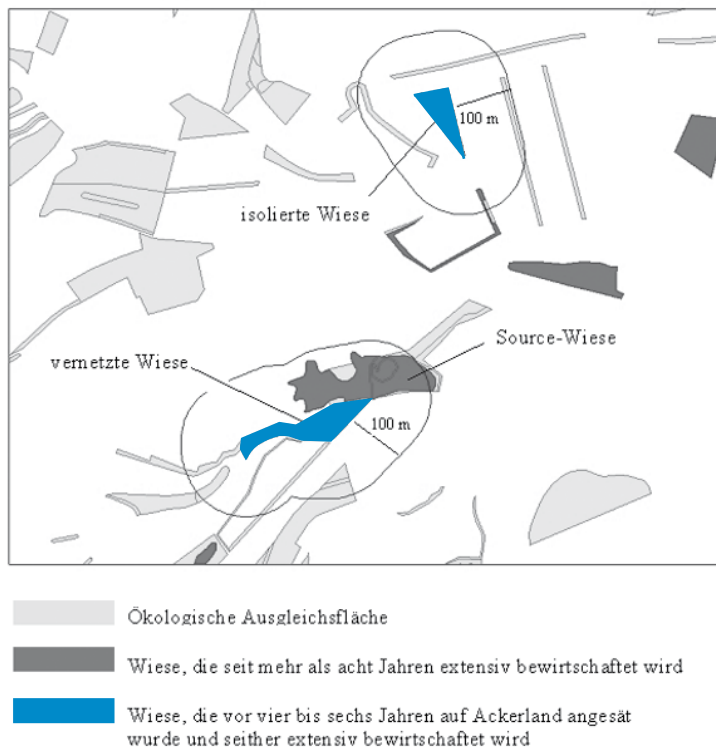 100 m
isolierte Wiese
Source-Wiese
vernetzte Wiese
100 m
Ökologische Ausgleichsfläche
Wiese, die seit mehr als acht Jahren extensiv bewirtschaftet wird
Wiese, die vor vier bis sechs Jahren auf Ackerland angesät
wurde und seither extensiv bewirtschaftet wird